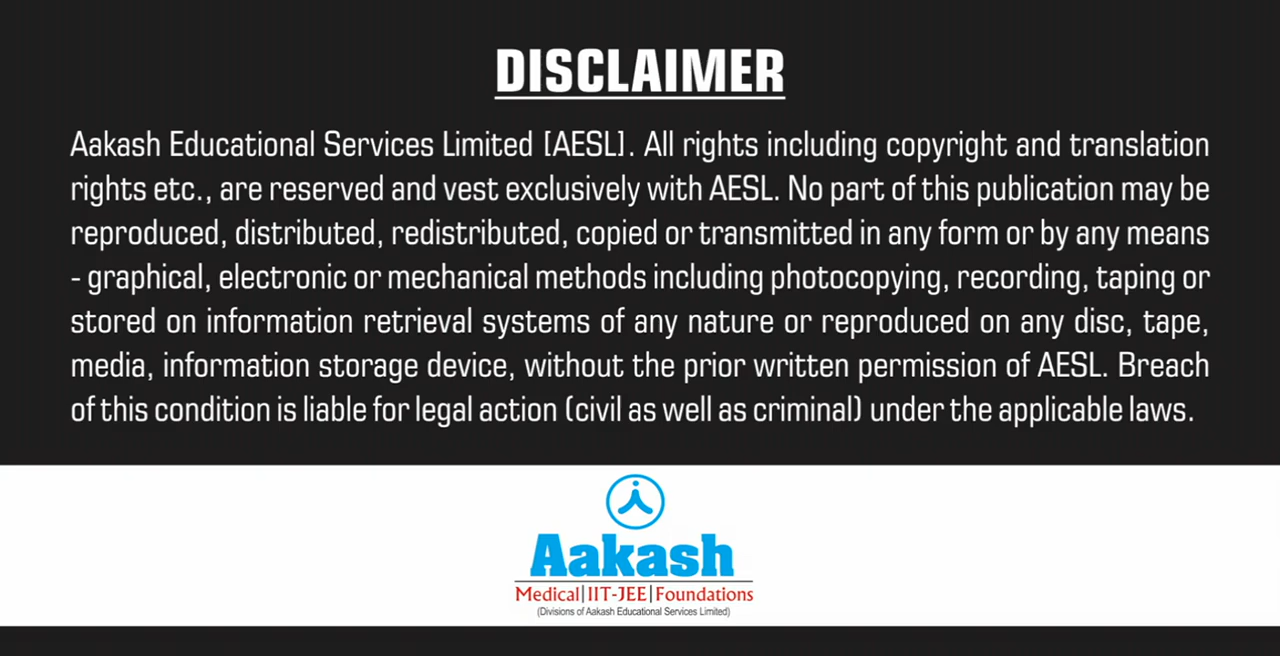 DISCLAIMER
Aakash Educational Services Limited [AESL]. All rights including copyright and translation
rights etc., are reserved and vest exclusively with AESL. No part of this publication may be
reproduced, distributed, redistributed, copied or transmitted in any form or by any means
- graphical, electronic or mechanical methods including photocopying, recording, taping or
stored on information retrieval systems of any nature or reproduced on any disc, tape,
media, information storage device, without the prior written permission of AESL. Breach
of this condition is liable for legal action (civil as well as criminal) under the applicable laws.
Aakash
Medical|IIT-JEE|Foundations
(Divisions of Aakash Educational Services Limited)